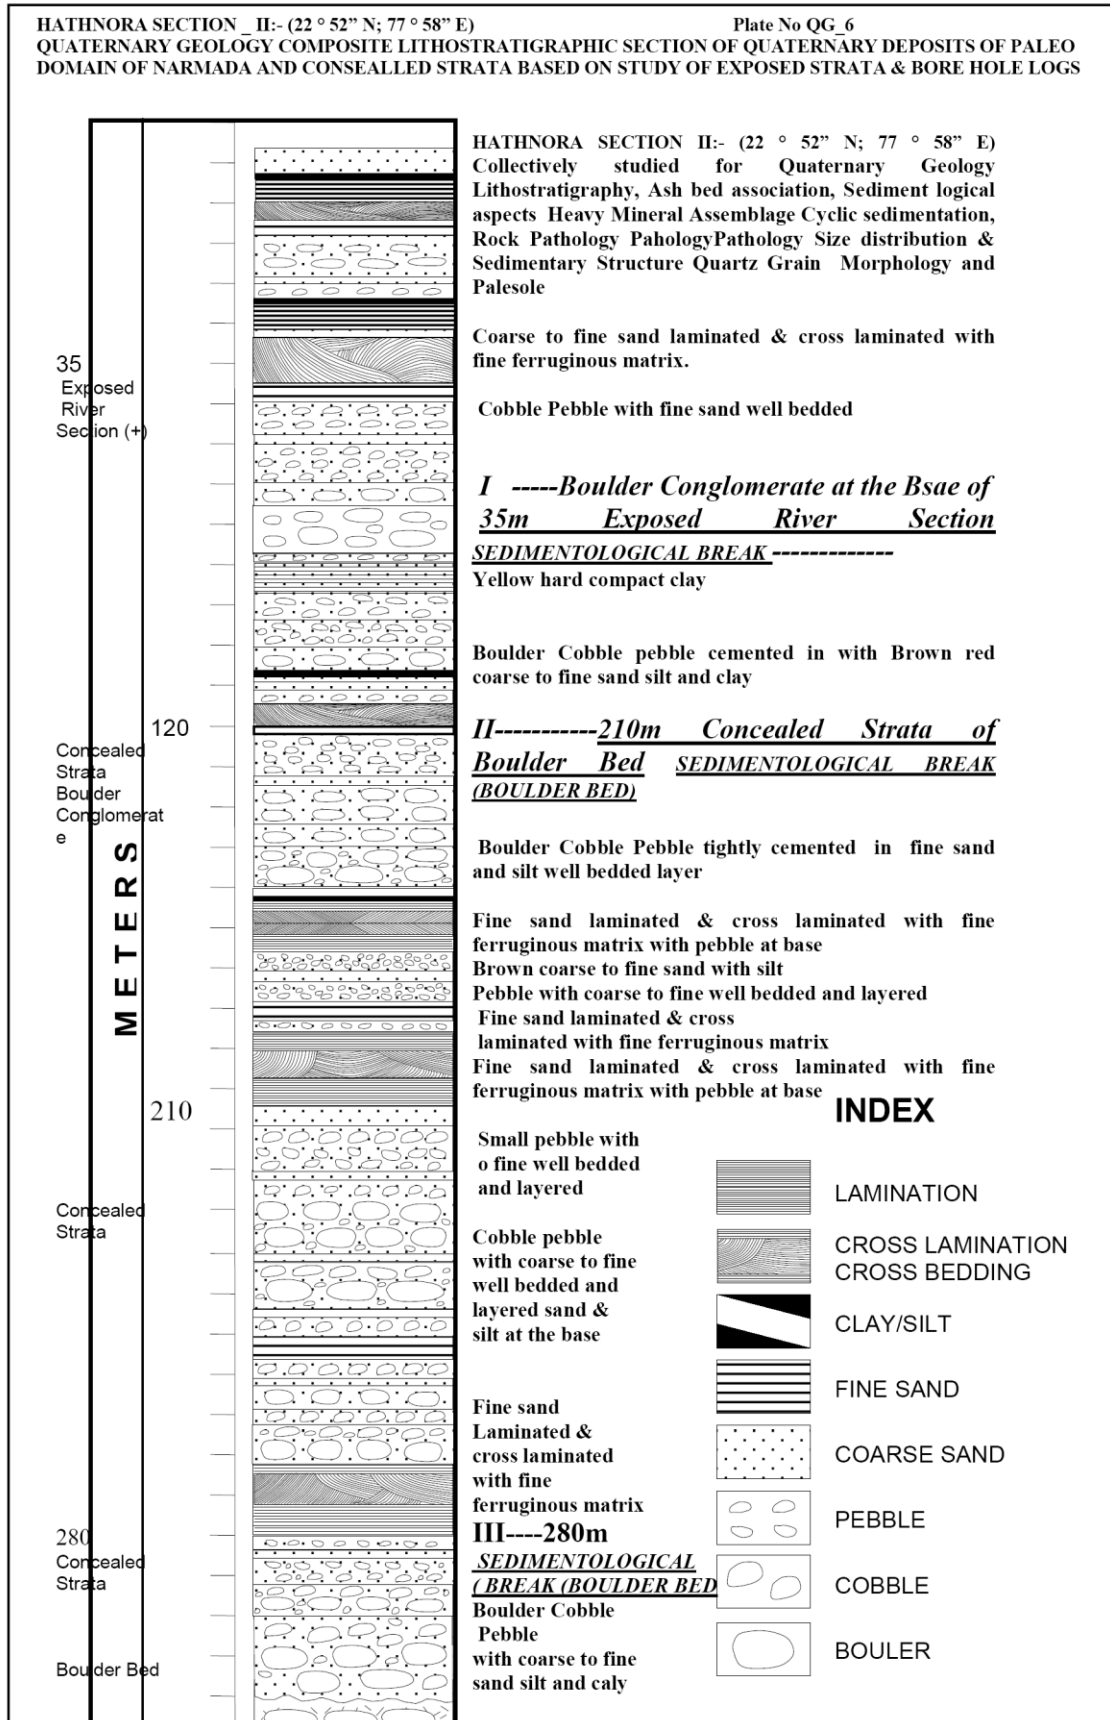 HATHNORA SECTION _ II:- (22 ° 52” N; 77 ° 58” E)
Plate No QG_6
QUATERNARY GEOLOGY COMPOSITE LITHOSTRATIGRAPHIC SECTION OF QUATERNARY DEPOSITS OF PALEO
DOMAIN OF NARMADA AND CONSEALLED STRATA BASED ON STUDY OF EXPOSED STRATA & BORE HOLE LOGS
HATHNORA SECTION II:- (22 ° 52” N; 77 ° 58” E)
Collectively studied for Quaternary Geology
Lithostratigraphy, Ash bed association, Sediment logical
aspects Heavy Mineral Assemblage Cyclic sedimentation,
Rock Pathology PahologyPathology Size distribution &
Sedimentary Structure Quartz Grain Morphology and
Palesole
Coarse to fine sand laminated & cross laminated with
fine ferruginous matrix.
Cobble Pebble with fine sand well bedded
I -----Boulder Conglomerate at the Bsae of
35m Exposed River Section
SEDIMENTOLOGICAL BREAK -------------
Yellow hard compact clay
Boulder Cobble pebble cemented in with Brown red
coarse to fine sand silt and clay
II-----------210m Concealed Strata of
Boulder Bed SEDIMENTOLOGICAL BREAK
(BOULDER BED)
Boulder Cobble Pebble tightly cemented in fine sand
and silt well bedded layer
Fine sand laminated & cross laminated with fine
ferruginous matrix with pebble at base
Brown coarse to fine sand with silt
Pebble with coarse to fine well bedded and layered
Fine sand laminated & cross
laminated with fine ferruginous matrix
Fine sand laminated & cross laminated with fine
ferruginous matrix with pebble at base
Small pebble with
o fine well bedded
and layered
Cobble pebble
with coarse to fine
well bedded and
layered sand &
silt at the base
Fine sand
Laminated &
cross laminated
with fine
ferruginous matrix
III----280m
SEDIMENTOLOGICAL
( BREAK (BOULDER BED
Boulder Cobble
Pebble
with coarse to fine
sand silt and caly
35
Exposed
River
Section (+)
120
Concealed
Strata
Boulder
Conglomerat
e
METERS
210
Concealed
Strata
280
Concealed
Strata
Boulder Bed
INDEX
LAMINATION
CROSS LAMINATION
CROSS BEDDING
CLAY/SILT
FINE SAND
COARSE SAND
PEBBLE
COBBLE
BOULER